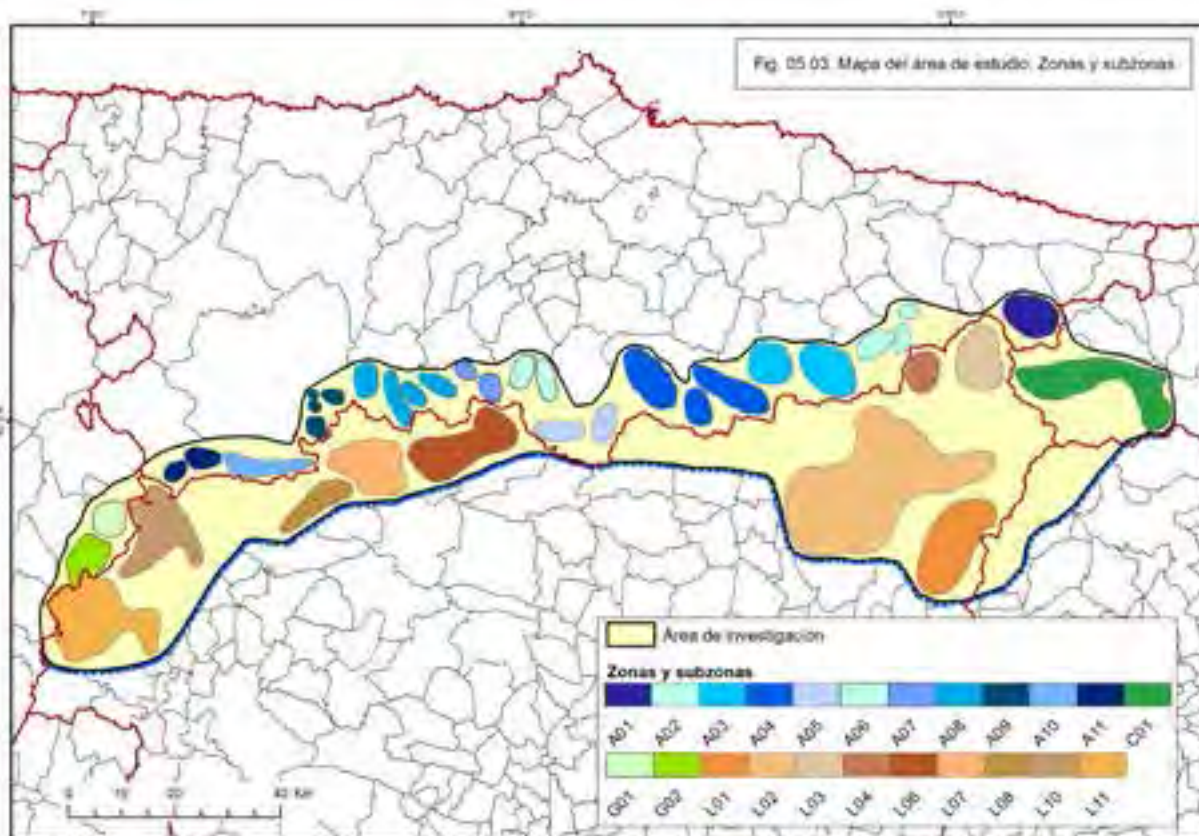 Fig. 05.03. Mapa del área de estudio. Zonas y subzonas
Área de investigación
Zonas y subzonas
A01 A02 A03 A04 A05 A06 A07 A08 A09 A10 A11 C01
G01 G02 L01 L02 L03 L04 L06 L07 L08 L10 L11
0 10 20 40 Km